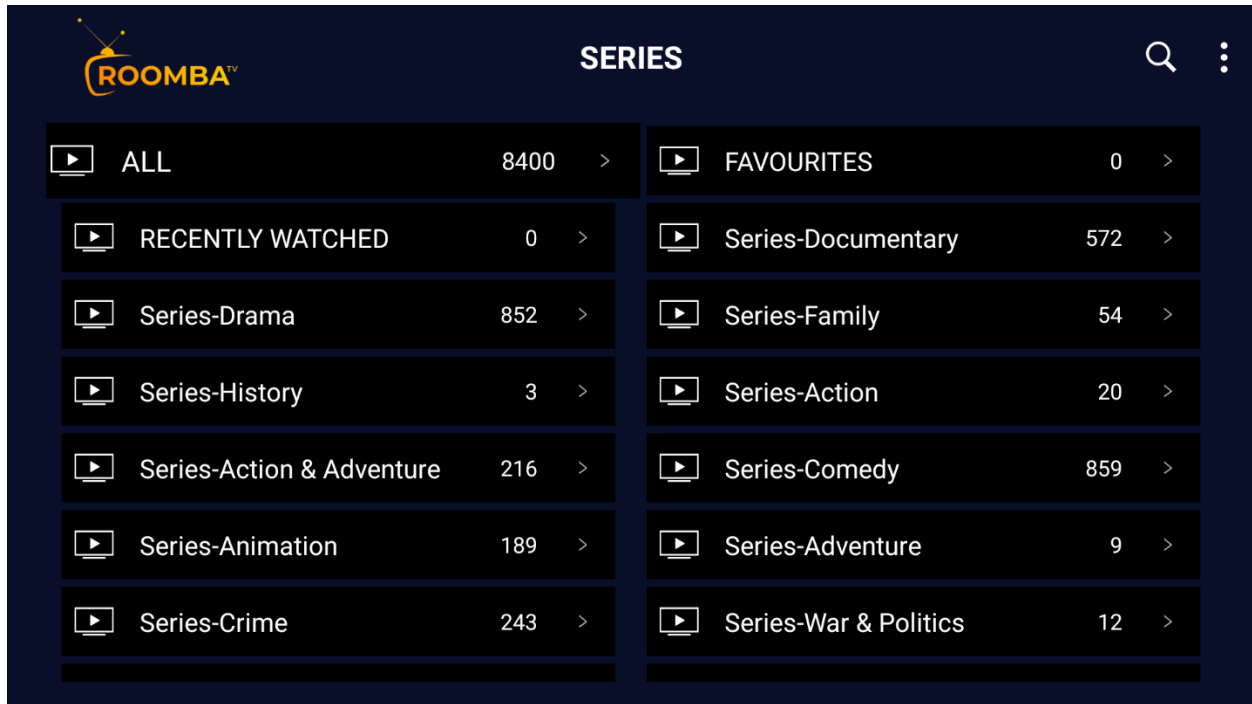 ROOMBA TV
SERIES
ALL 8400 >
FAVOURITES 0 >
RECENTLY WATCHED 0 >
Series-Documentary 572 >
Series-Drama 852 >
Series-Family 54 >
Series-History 3 >
Series-Action 20 >
Series-Action & Adventure 216 >
Series-Comedy 859 >
Series-Animation 189 >
Series-Adventure 9 >
Series-Crime 243 >
Series-War & Politics 12 >